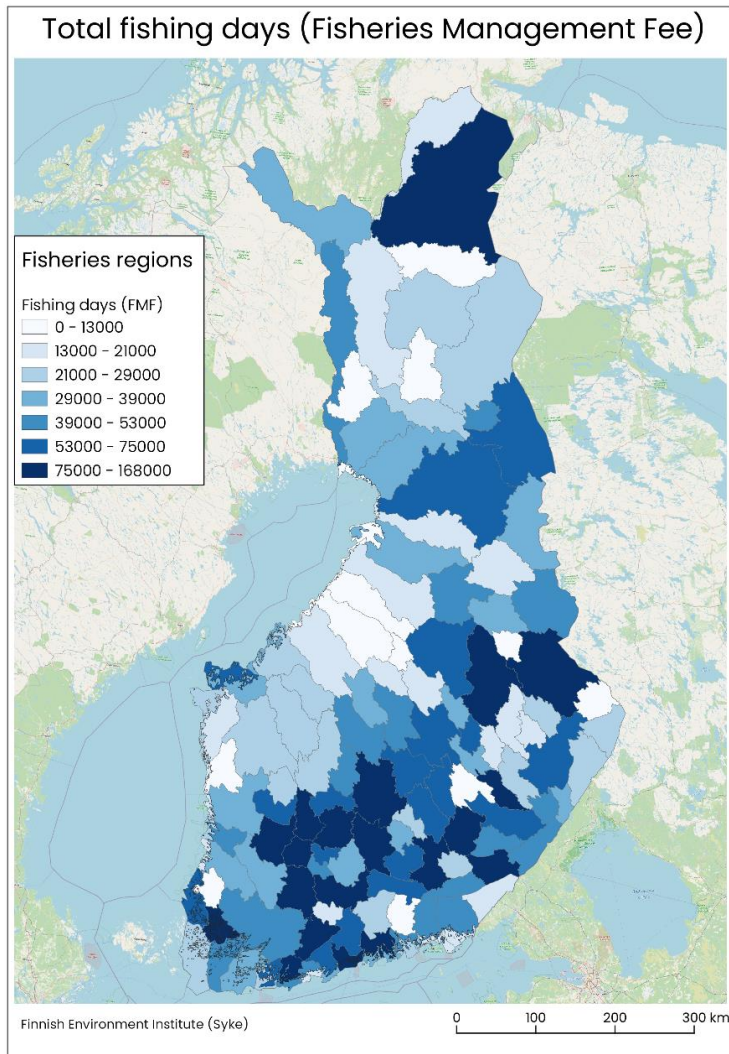 Total fishing days (Fisheries Management Fee)
Fisheries regions
Fishing days (FMF)
0 - 13000
13000 - 21000
21000 - 29000
29000 - 39000
39000 - 53000
53000 - 75000
75000 - 168000
Finnish Environment Institute (Syke)
0 100 200 300 km